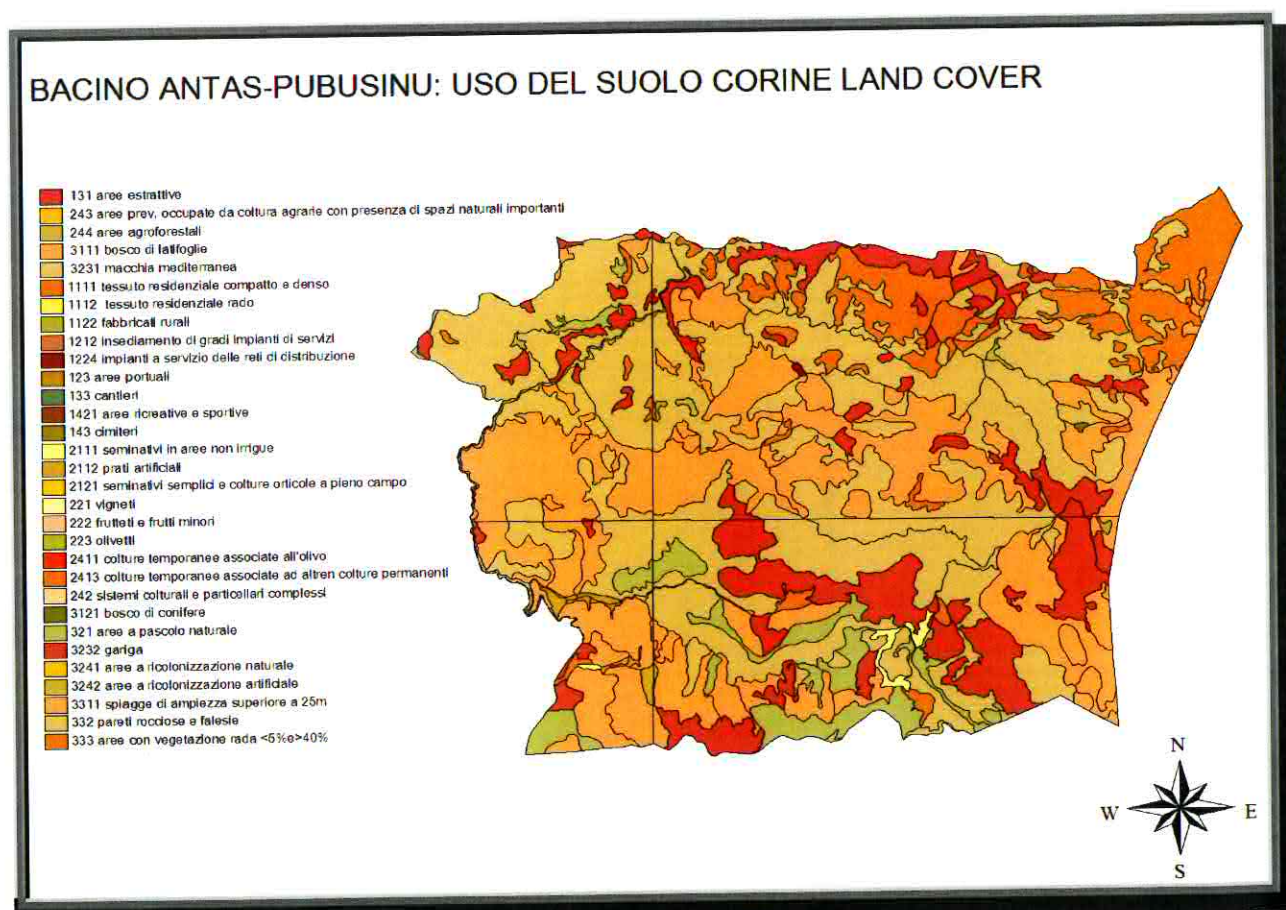 BACINO ANTAS-PUBUSINU: USO DEL SUOLO CORINE LAND COVER
131 aree estrattive
243 aree prev, occupate da coltura agrarie con presenza di spazi naturali importanti
244 aree agroforestali
3111 bosco di latifoglie
3231 macchia mediterranea
1111 tessuto residenziale compatto e denso
1112 tessuto residenziale rado
1122 fabbricati rurali
1212 insediamento di gradi impianti di servizi
1224 impianti a servizio delle reti di distribuzione
123 aree portuali
133 cantieri
1421 aree ricreative e sportive
143 cimiteri
2111 seminativi in aree non irrigue
2112 prati artificiali
2121 seminativi semplici e colture orticole a pieno campo
221 vigneti
222 frutteti e frutti minori
223 olivetti
2411 colture temporanee associate all'olivo
2413 colture temporanee associate ad altren colture permanenti
242 sistemi colturali e particellari complessi
3121 bosco di conifere
321 aree a pascolo naturale
3232 gariga
3241 aree a ricolonizzazione naturale
3242 aree a ricolonizzazione artificiale
3311 spiagge di ampiezza superiore a 25m
332 pareti rocciose e falesie
333 aree con vegetazione rada <5%e>40%
N
W
E
S